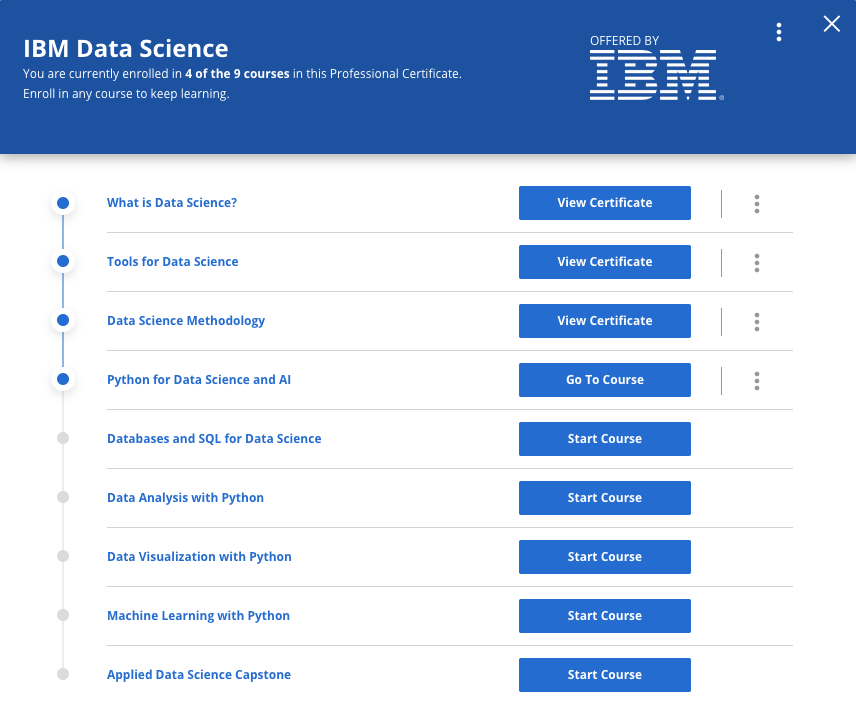 IBM Data Science
You are currently enrolled in 4 of the 9 courses in this Professional Certificate.
Enroll in any course to keep learning.
OFFERED BY
IBM®
What is Data Science?
View Certificate
Tools for Data Science
View Certificate
Data Science Methodology
View Certificate
Python for Data Science and AI
Go To Course
Databases and SQL for Data Science
Start Course
Data Analysis with Python
Start Course
Data Visualization with Python
Start Course
Machine Learning with Python
Start Course
Applied Data Science Capstone
Start Course